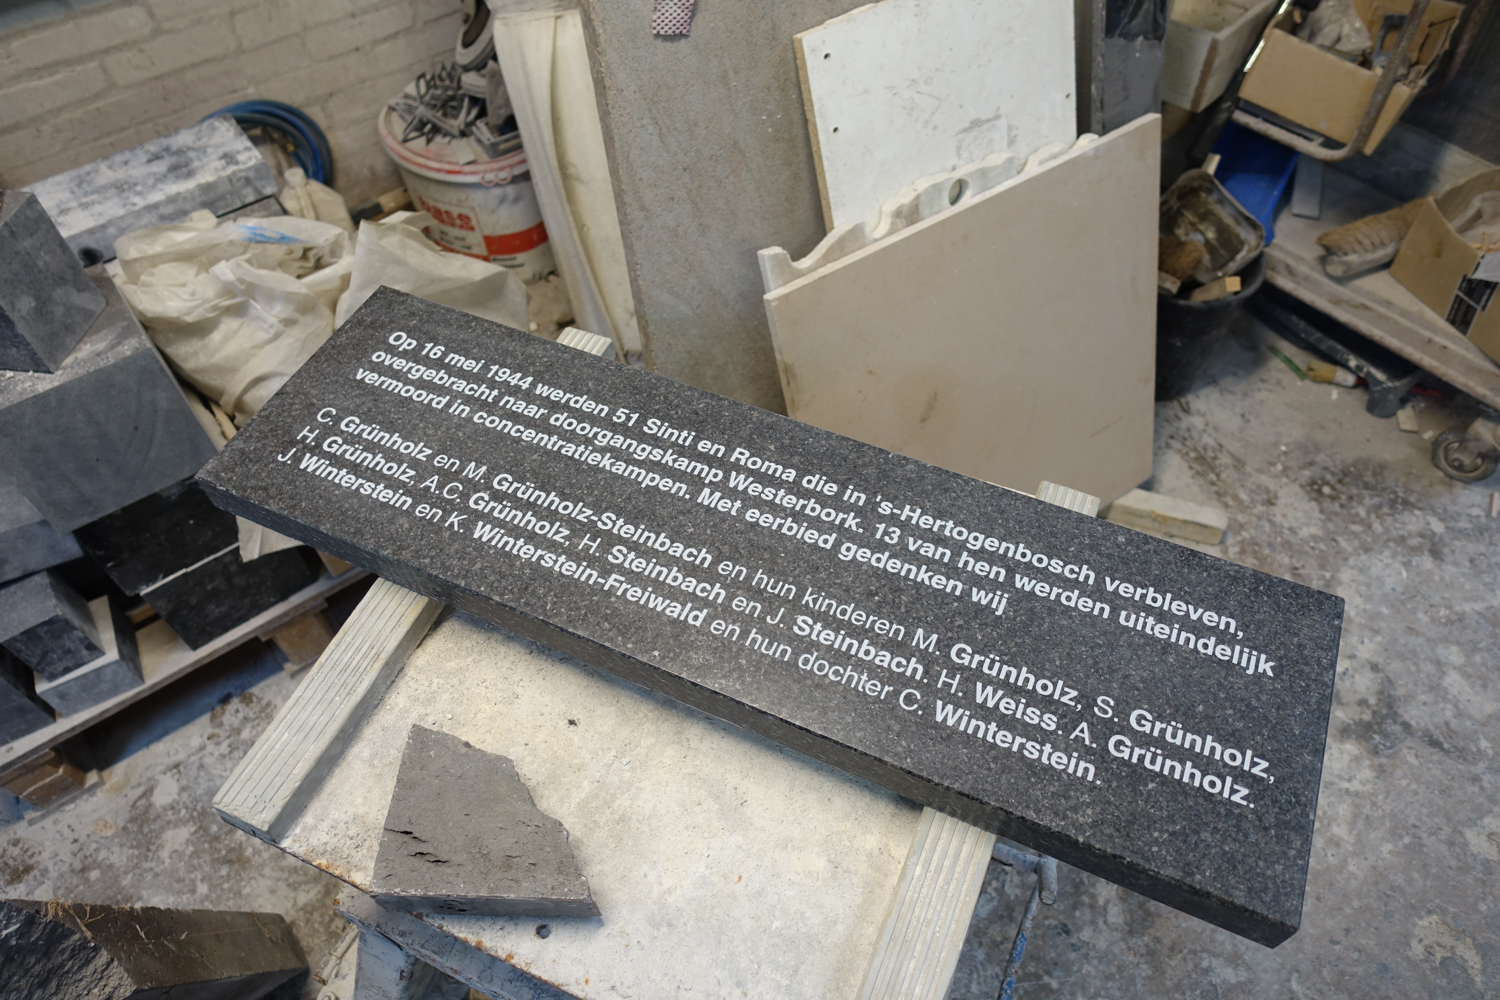 Op 16 mei 1944 werden 51 Sinti en Roma die in 's-Hertogenbosch verbleven,
overgebracht naar doorgangskamp Westerbork. 13 van hen werden uiteindelijk
vermoord in concentratiekampen. Met eerbied gedenken wij
C. Grünholz en M. Grünholz-Steinbach en hun kinderen M. Grünholz, S. Grünholz,
H. Grünholz, A.C. Grünholz, H. Steinbach en J. Steinbach. H. Weiss. A. Grünholz.
J. Winterstein en K. Winterstein-Freiwald en hun dochter C. Winterstein.